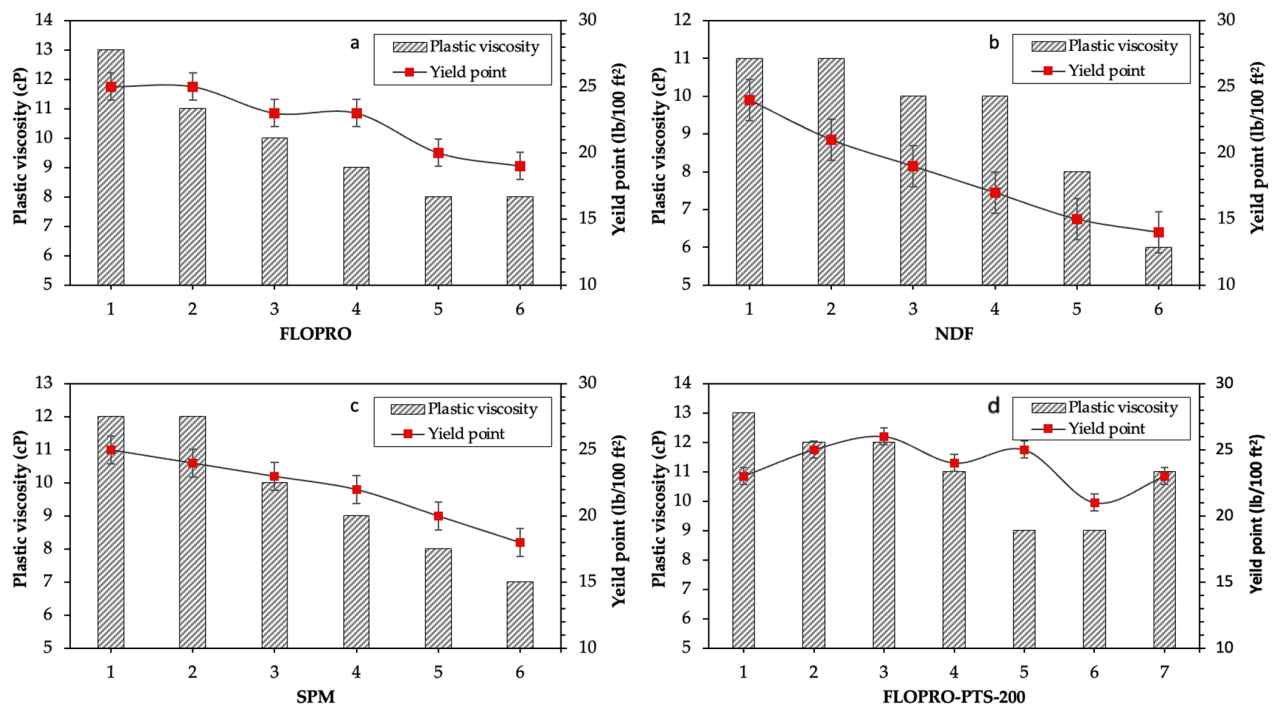 a
Plastic viscosity
Yeild point
Plastic viscosity (cP)
14
13
12
11
10
9
8
7
6
5
30
25
20
15
10
Yeild point (lb/100 ft²)
1 2 3 4 5 6
FLOPRO
b
Plastic viscosity
Yeild point
Plastic viscosity (cP)
12
11
10
9
8
7
6
5
30
25
20
15
10
Yeild point (lb/100 ft²)
1 2 3 4 5 6
NDF
c
Plastic viscosity
Yeild point
Plastic viscosity (cP)
13
12
11
10
9
8
7
6
5
30
25
20
15
10
Yeild point (lb/100 ft²)
1 2 3 4 5 6
SPM
d
Plastic viscosity
Yeild point
Plastic viscosity (cP)
14
13
12
11
10
9
8
7
6
5
30
25
20
15
10
Yeild point (lb/100 ft²)
1 2 3 4 5 6 7
FLOPRO-PTS-200